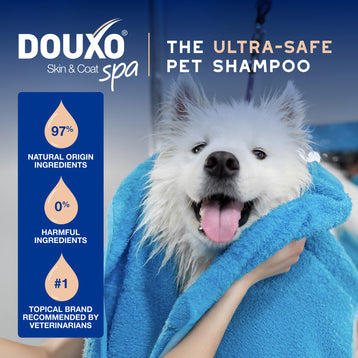 DOUXO®
Skin & Coat
spa
THE ULTRA-SAFE
PET SHAMPOO
97%
NATURAL ORIGIN
INGREDIENTS
0%
HARMFUL
INGREDIENTS
#1
TOPICAL BRAND
RECOMMENDED BY
VETERINARIANS